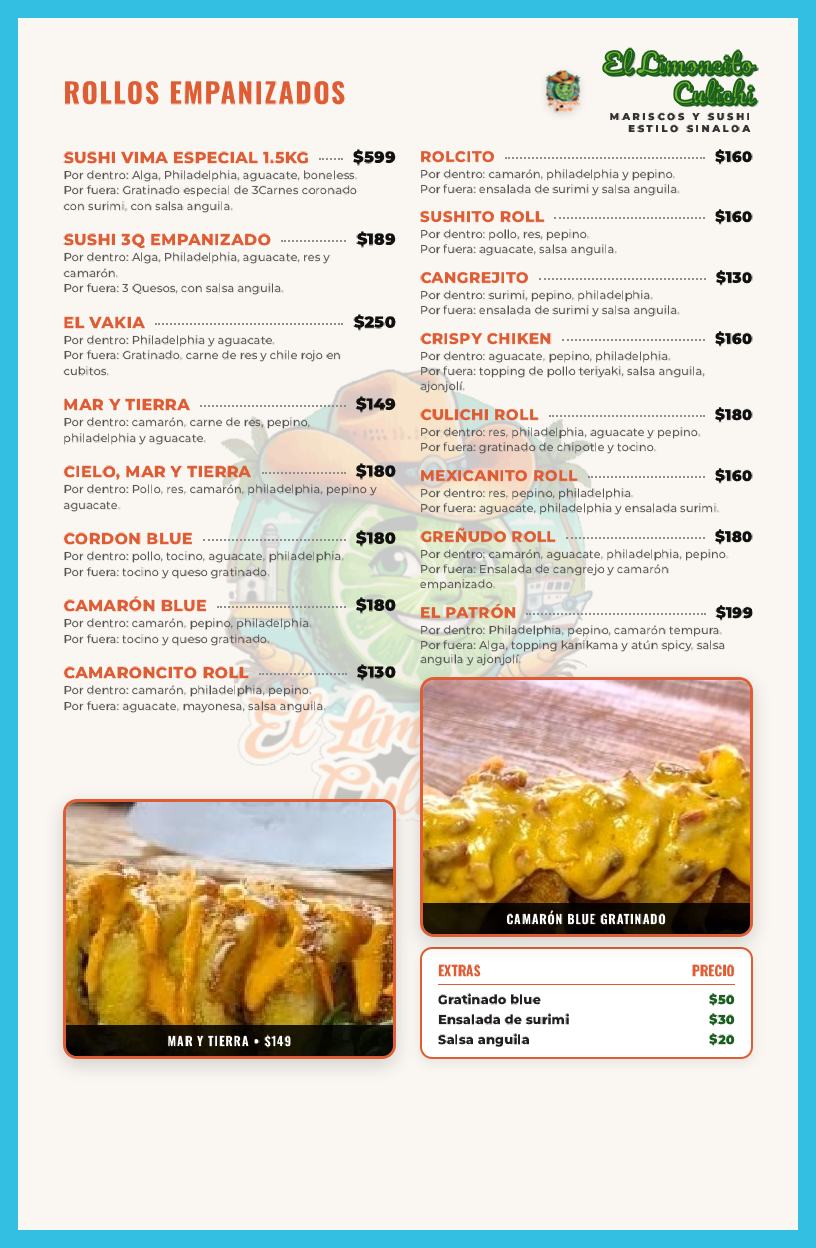 ROLLOS EMPANIZADOS
El Limoncito
Culichi
MARISCOS Y SUSHI
ESTILO SINALOA
SUSHI VIMA ESPECIAL 1.5KG $599
Por dentro: Alga, Philadelphia, aguacate, boneless.
Por fuera: Gratinado especial de 3Carnes coronado
con surimi, con salsa anguila.
SUSHI 3Q EMPANIZADO $189
Por dentro: Alga, Philadelphia, aguacate, res y
camarón.
Por fuera: 3 Quesos, con salsa anguila.
EL VAKIA $250
Por dentro: Philadelphia y aguacate.
Por fuera: Gratinado, carne de res y chile rojo en
cubitos.
MAR Y TIERRA $149
Por dentro: camarón, carne de res, pepino,
philadelphia y aguacate.
CIELO, MAR Y TIERRA $180
Por dentro: Pollo, res, camarón, philadelphia, pepino y
aguacate.
CORDON BLUE $180
Por dentro: pollo, tocino, aguacate, philadelphia.
Por fuera: tocino y queso gratinado.
CAMARÓN BLUE $180
Por dentro: camarón, pepino, philadelphia.
Por fuera: tocino y queso gratinado.
CAMARONCITO ROLL $130
Por dentro: camarón, philadelphia, pepino.
Por fuera: aguacate, mayonesa, salsa anguila.
MAR Y TIERRA • $149
ROLCITO $160
Por dentro: camarón, philadelphia y pepino.
Por fuera: ensalada de surimi y salsa anguila.
SUSHITO ROLL $160
Por dentro: pollo, res, pepino.
Por fuera: aguacate, salsa anguila.
CANGREJITO $130
Por dentro: surimi, pepino, philadelphia.
Por fuera: ensalada de surimi y salsa anguila.
CRISPY CHIKEN $160
Por dentro: aguacate, pepino, philadelphia.
Por fuera: topping de pollo teriyaki, salsa anguila,
ajonjolí.
CULICHI ROLL $180
Por dentro: res, philadelphia, aguacate y pepino.
Por fuera: gratinado de chipotle y tocino.
MEXICANITO ROLL $160
Por dentro: res, pepino, philadelphia.
Por fuera: aguacate, philadelphia y ensalada surimi.
GREÑUDO ROLL $180
Por dentro: camarón, aguacate, philadelphia, pepino.
Por fuera: Ensalada de cangrejo y camarón
empanizado.
EL PATRÓN $199
Por dentro: Philadelphia, pepino, camarón tempura.
Por fuera: Alga, topping kanikama y atún spicy, salsa
anguila y ajonjolí.
El Lim
Cul
CAMARÓN BLUE GRATINADO
EXTRAS PRECIO
Gratinado blue $50
Ensalada de surimi $30
Salsa anguila $20